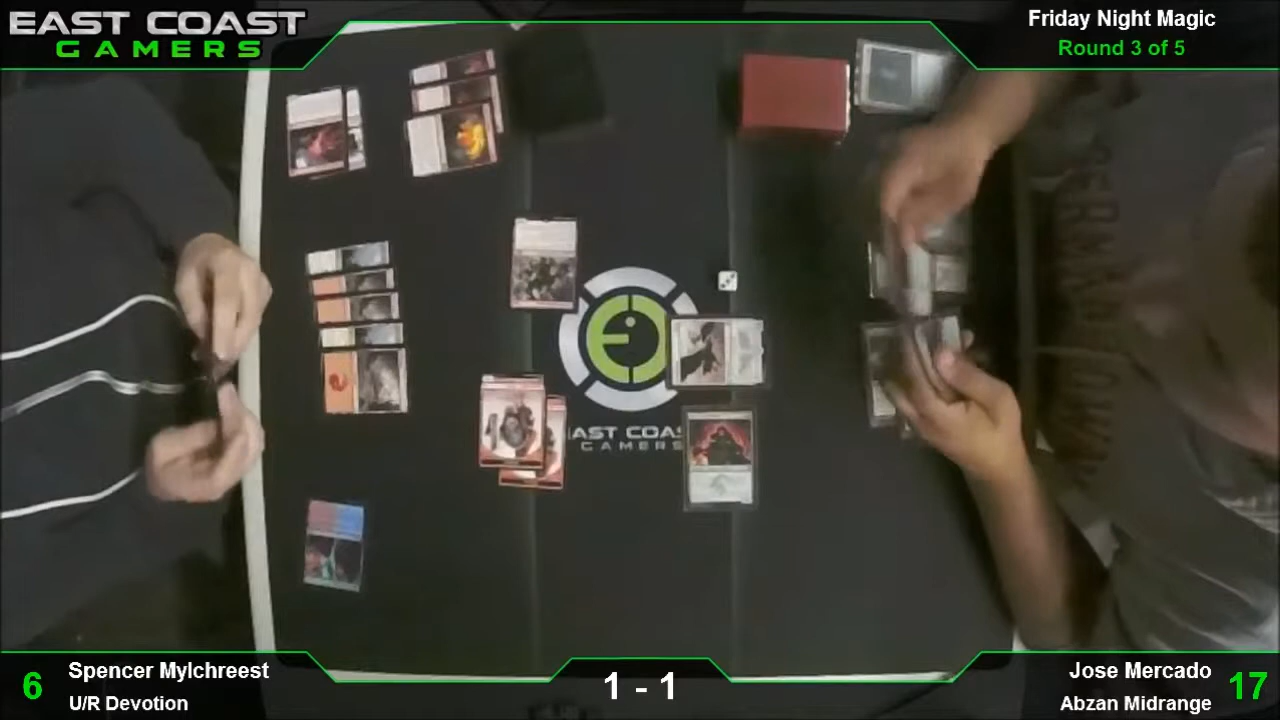 EAST COAST
GAMERS
Friday Night Magic
Round 3 of 5
EAST COAST
GAMERS
6
Spencer Mylchreest
U/R Devotion
1 - 1
Jose Mercado
Abzan Midrange
17